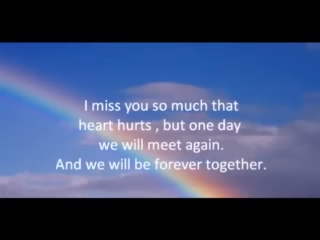 I miss you so much that
heart hurts , but one day
we will meet again.
And we will be forever together.